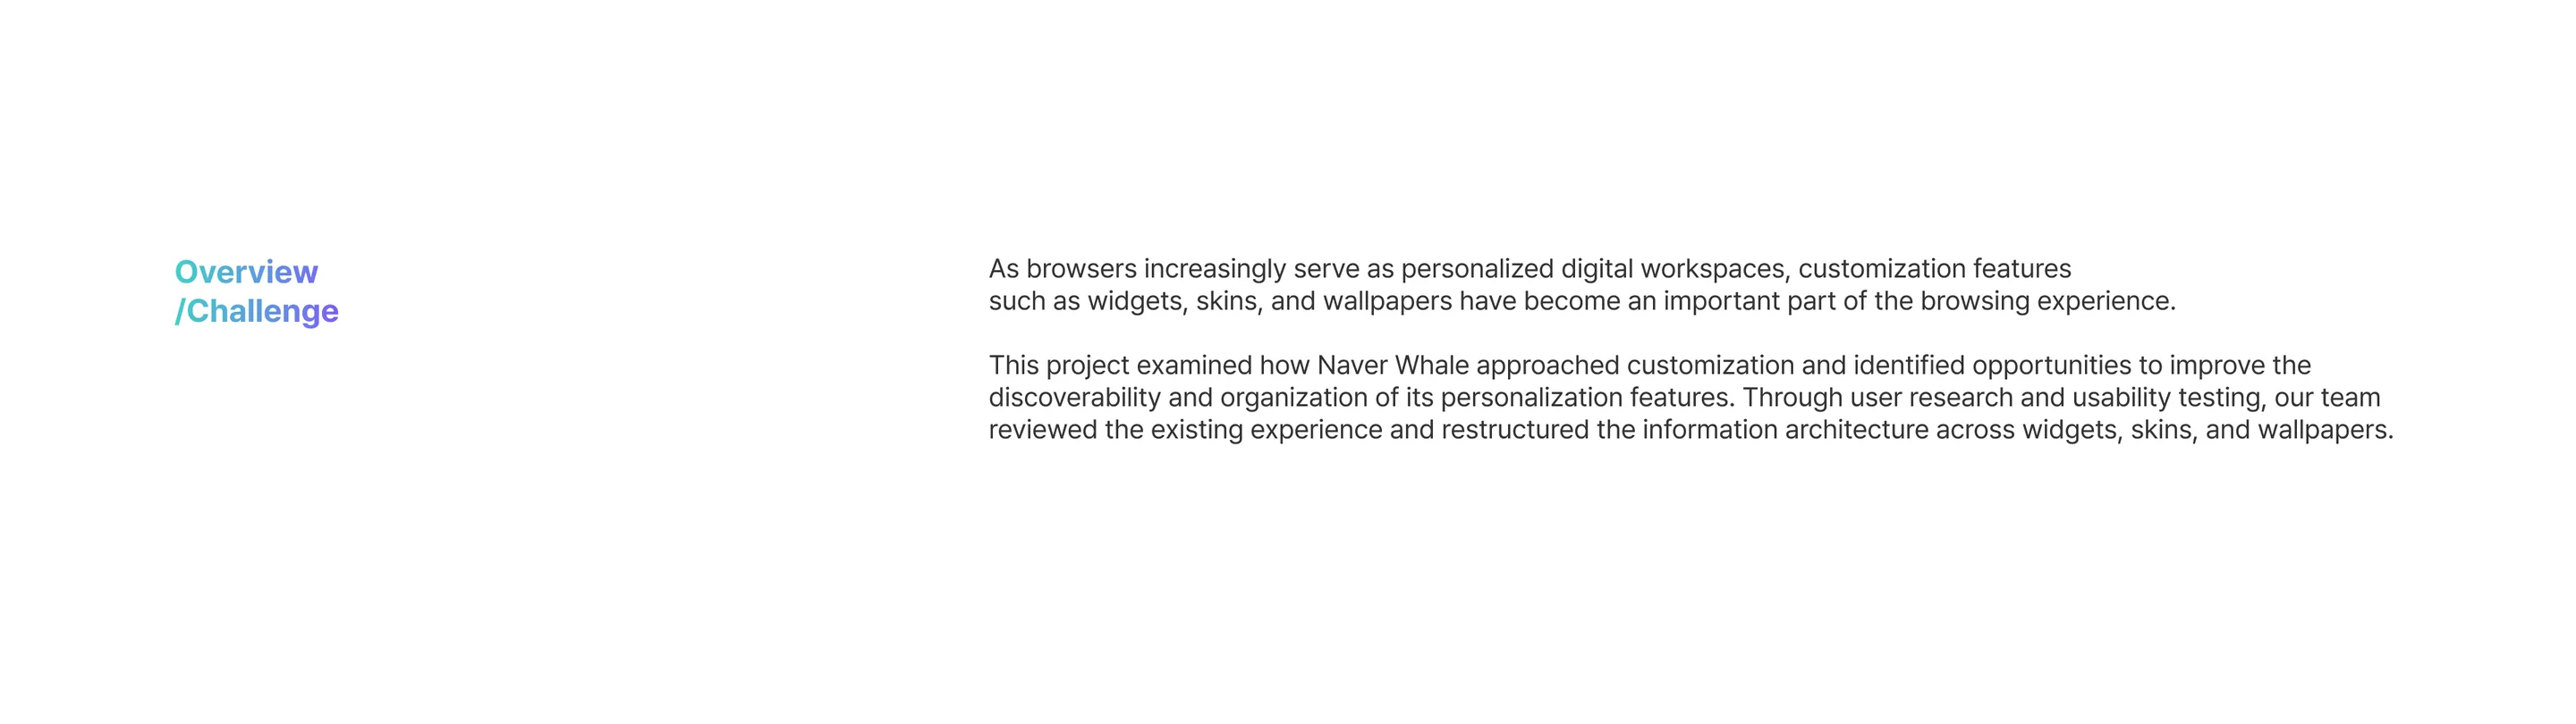 Overview
/Challenge
As browsers increasingly serve as personalized digital workspaces, customization features
such as widgets, skins, and wallpapers have become an important part of the browsing experience.
This project examined how Naver Whale approached customization and identified opportunities to improve the
discoverability and organization of its personalization features. Through user research and usability testing, our team
reviewed the existing experience and restructured the information architecture across widgets, skins, and wallpapers.